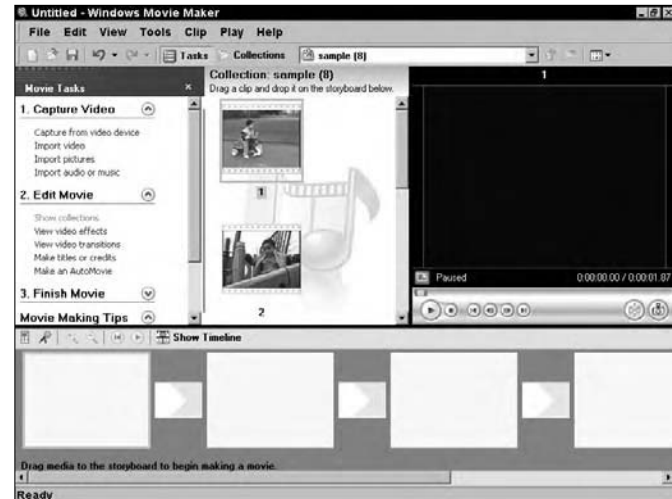 Untitled - Windows Movie Maker
File Edit View Tools Clip Play Help
Tasks Collections sample (8)
Movie Tasks
1. Capture Video
Capture from video device
Import video
Import pictures
Import audio or music
2. Edit Movie
Show collections
View video effects
View video transitions
Make titles or credits
Make an AutoMovie
3. Finish Movie
Movie Making Tips
Collection: sample (8)
Drag a clip and drop it on the storyboard below.
1
2
1
Paused 0:00:00.00 / 0:00:01.87
Show Timeline
Drag media to the storyboard to begin making a movie.
Ready